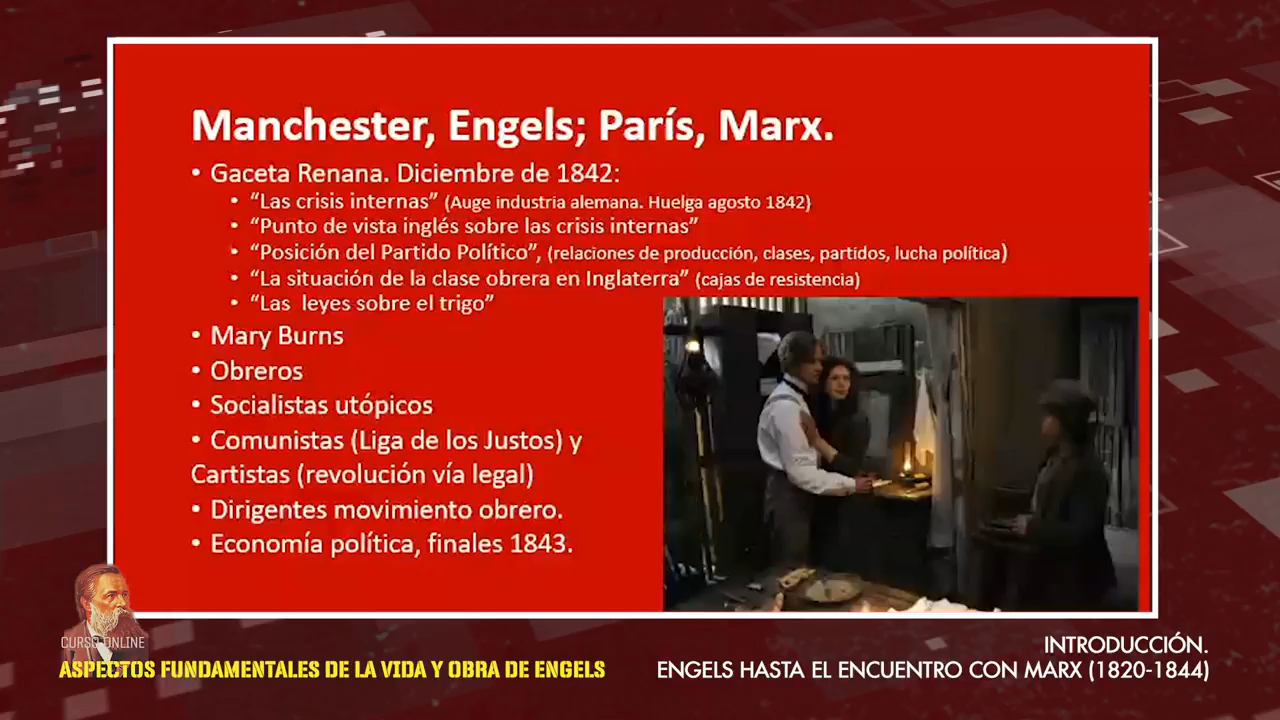 Manchester, Engels; París, Marx.
• Gaceta Renana. Diciembre de 1842:
• “Las crisis internas” (Auge industria alemana. Huelga agosto 1842)
• “Punto de vista inglés sobre las crisis internas”
• “Posición del Partido Político”, (relaciones de producción, clases, partidos, lucha política)
• “La situación de la clase obrera en Inglaterra” (cajas de resistencia)
• “Las leyes sobre el trigo”
• Mary Burns
• Obreros
• Socialistas utópicos
• Comunistas (Liga de los Justos) y
Cartistas (revolución vía legal)
• Dirigentes movimiento obrero.
• Economía política, finales 1843.
CURSO ONLINE
ASPECTOS FUNDAMENTALES DE LA VIDA Y OBRA DE ENGELS
INTRODUCCIÓN.
ENGELS HASTA EL ENCUENTRO CON MARX (1820-1844)